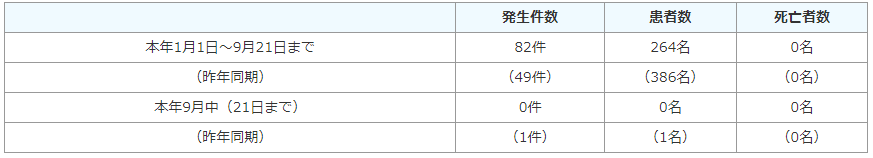 発生件数 患者数 死亡者数
本年1月1日～9月21日まで 82件 264名 0名
（昨年同期） （49件） （386名） （0名）
本年9月中（21日まで） 0件 0名 0名
（昨年同期） （1件） （1名） （0名）